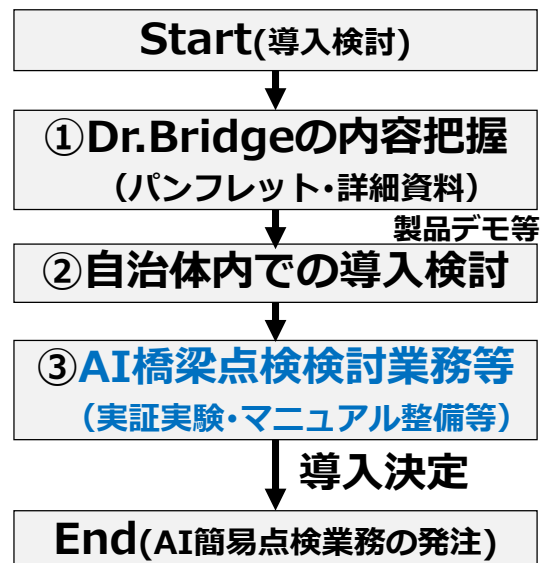 Start(導入検討)
①Dr.Bridgeの内容把握
（パンフレット･詳細資料）
製品デモ等
②自治体内での導入検討
③AI橋梁点検検討業務等
（実証実験･マニュアル整備等）
導入決定
End(AI簡易点検業務の発注)